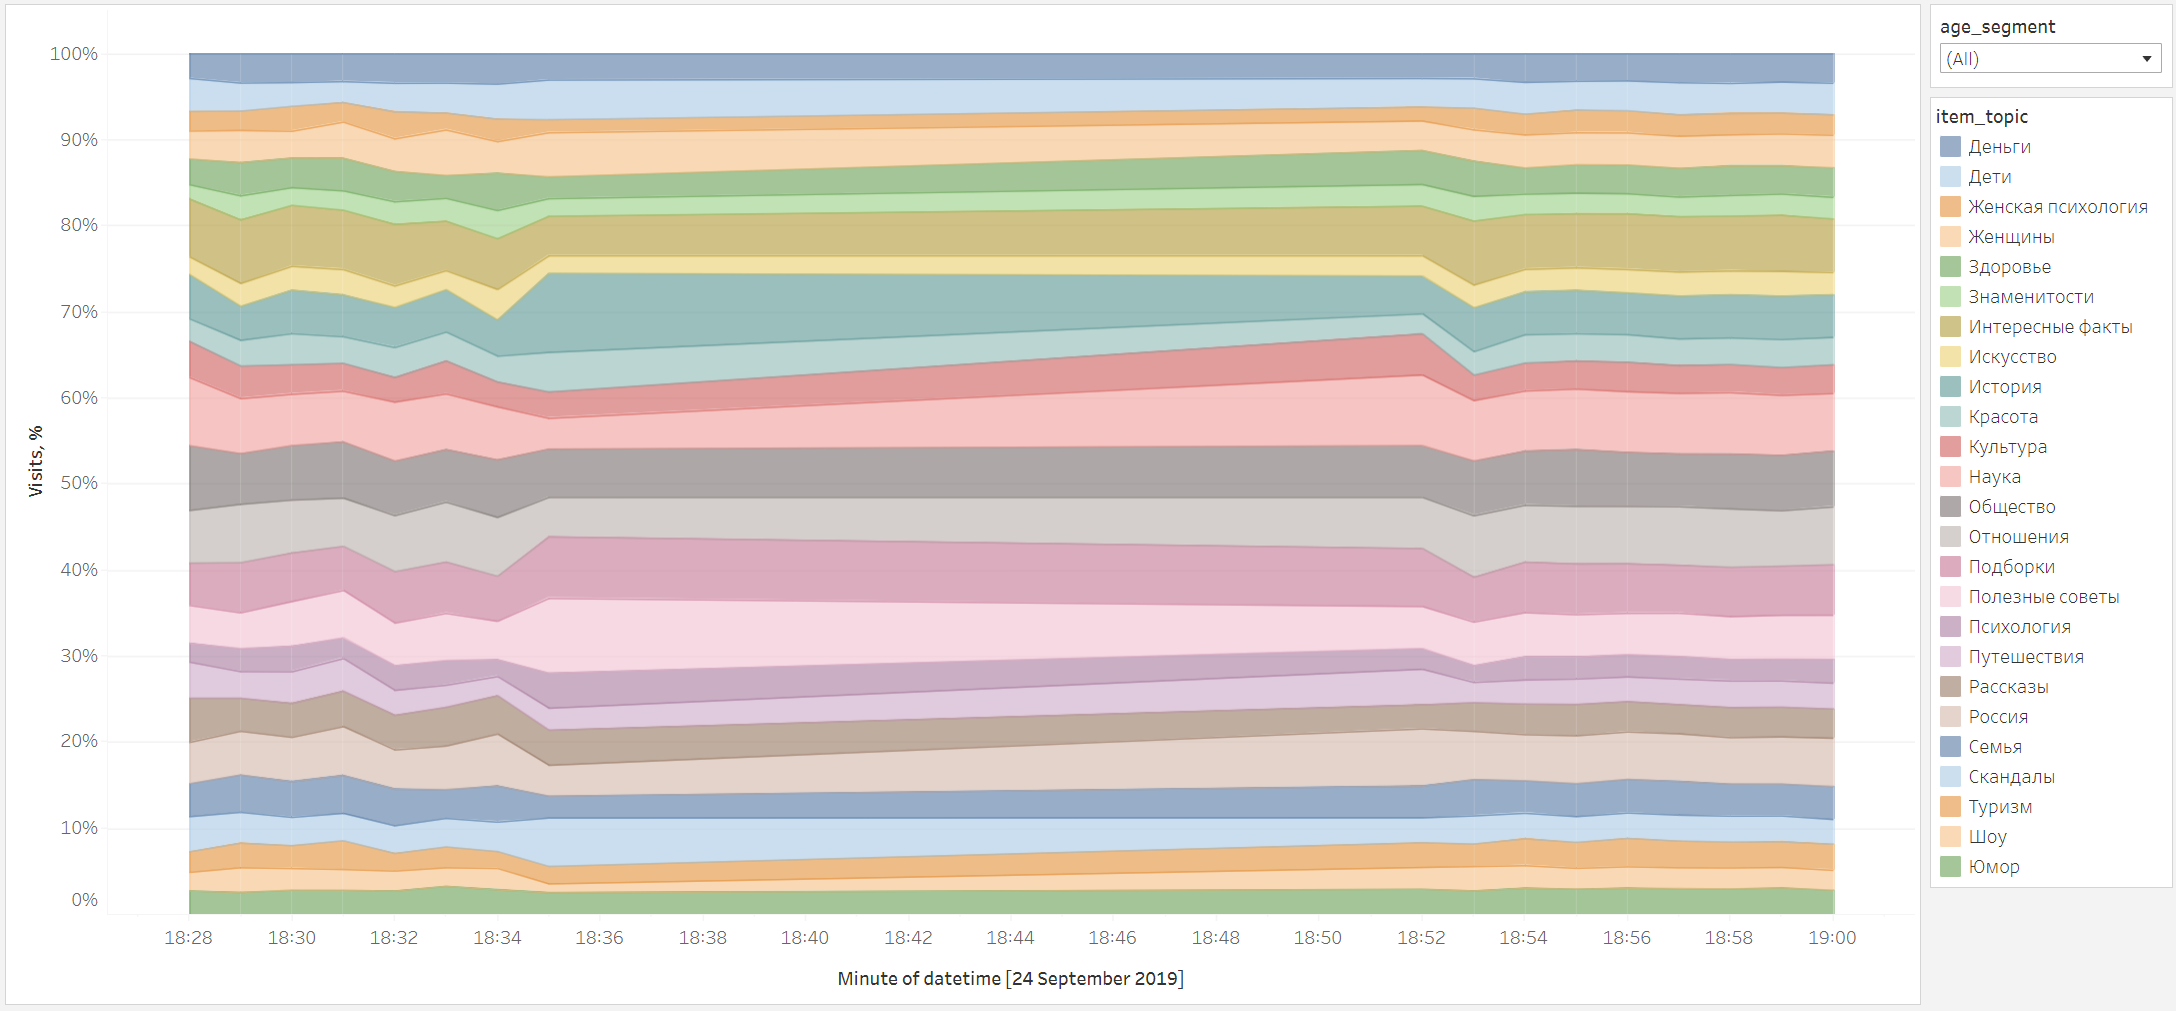 100%
90%
80%
70%
60%
50%
40%
30%
20%
10%
0%
Visits, %
18:28 18:30 18:32 18:34 18:36 18:38 18:40 18:42 18:44 18:46 18:48 18:50 18:52 18:54 18:56 18:58 19:00
Minute of datetime [24 September 2019]
age_segment
(All)
item_topic
Деньги
Дети
Женская психология
Женщины
Здоровье
Знаменитости
Интересные факты
Искусство
История
Красота
Культура
Наука
Общество
Отношения
Подборки
Полезные советы
Психология
Путешествия
Рассказы
Россия
Семья
Скандалы
Туризм
Шоу
Юмор